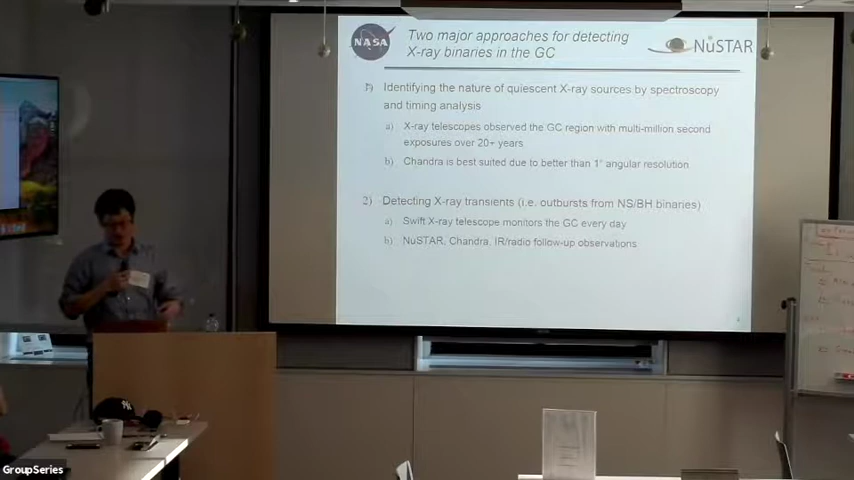 NASA
Two major approaches for detecting
X-ray binaries in the GC
NuSTAR
1) Identifying the nature of quiescent X-ray sources by spectroscopy
and timing analysis
a) X-ray telescopes observed the GC region with multi-million second
exposures over 20+ years
b) Chandra is best suited due to better than 1" angular resolution
2) Detecting X-ray transients (i.e. outbursts from NS/BH binaries)
a) Swift X-ray telescope monitors the GC every day
b) NuSTAR, Chandra, IR/radio follow-up observations
GroupSeries